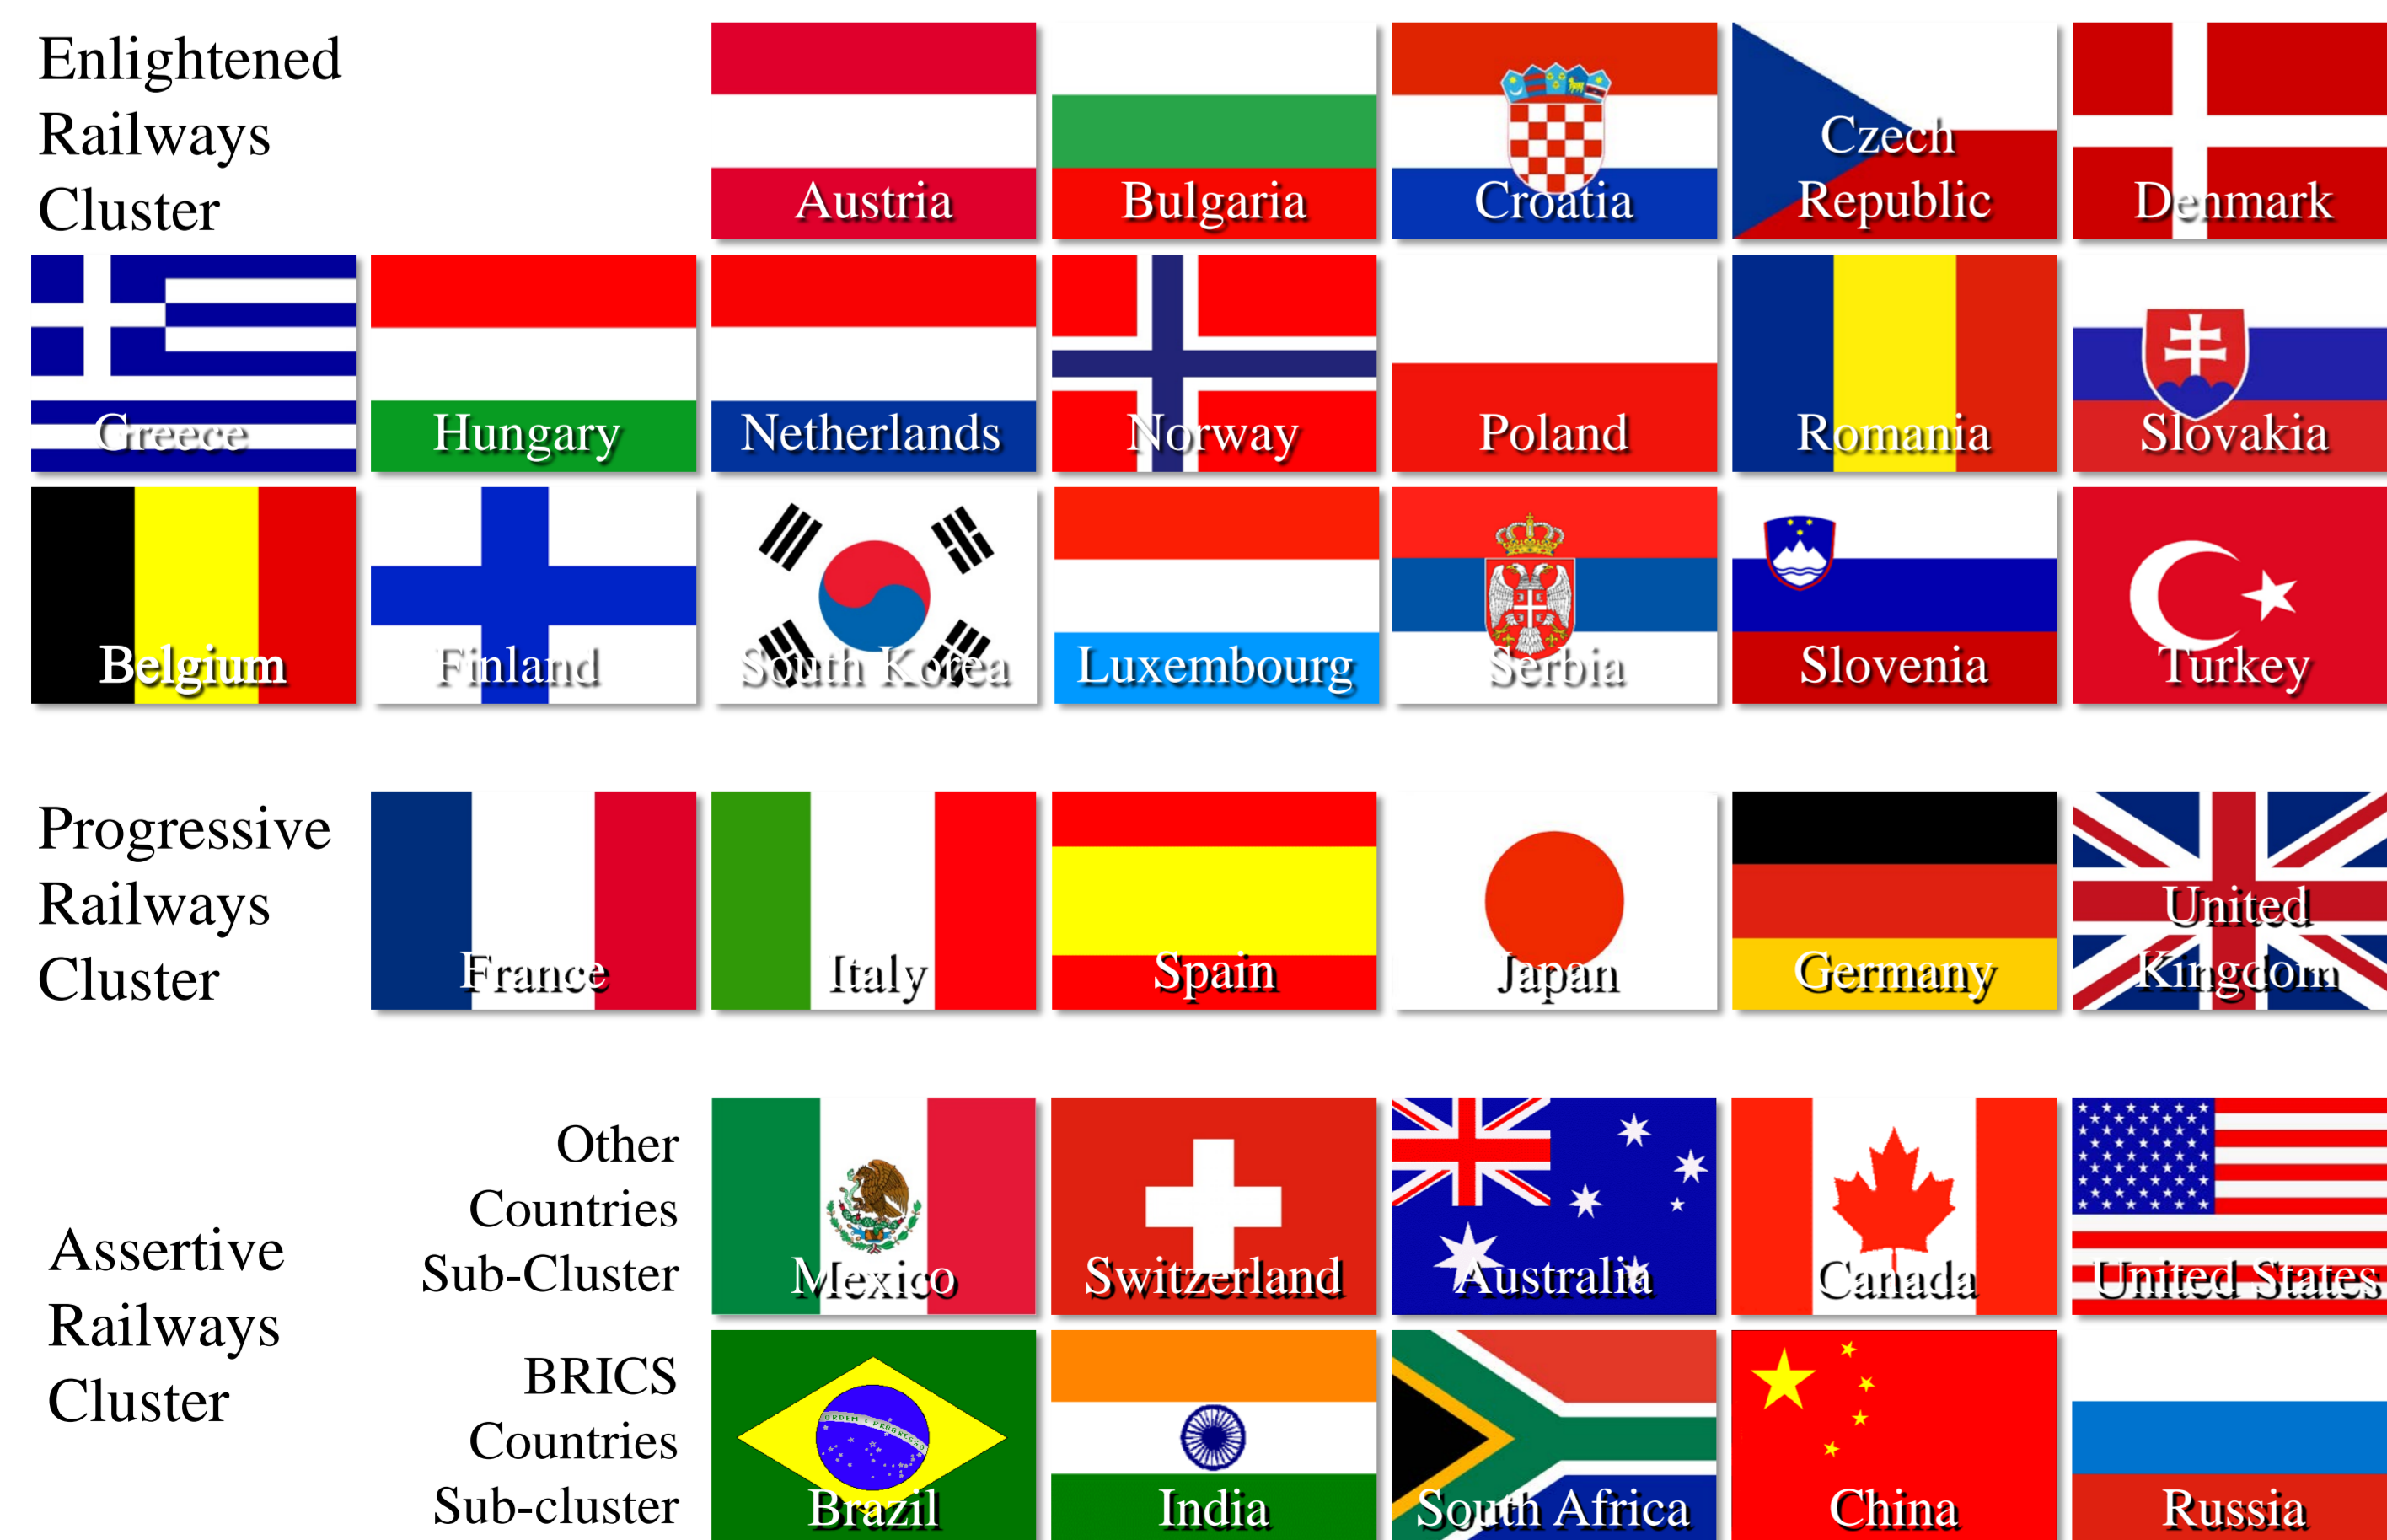 Enlightened
Railways
Cluster
Austria
Bulgaria
Croatia
Czech
Republic
Denmark
Greece
Hungary
Netherlands
Norway
Poland
Romania
Slovakia
Belgium
Finland
South Korea
Luxembourg
Serbia
Slovenia
Turkey
Progressive
Railways
Cluster
France
Italy
Spain
Japan
Germany
United
Kingdom
Assertive
Railways
Cluster
Other
Countries
Sub-Cluster
Mexico
Switzerland
Australia
Canada
United States
BRICS
Countries
Sub-cluster
ORDEM E PROGRESSO
Brazil
India
South Africa
China
Russia